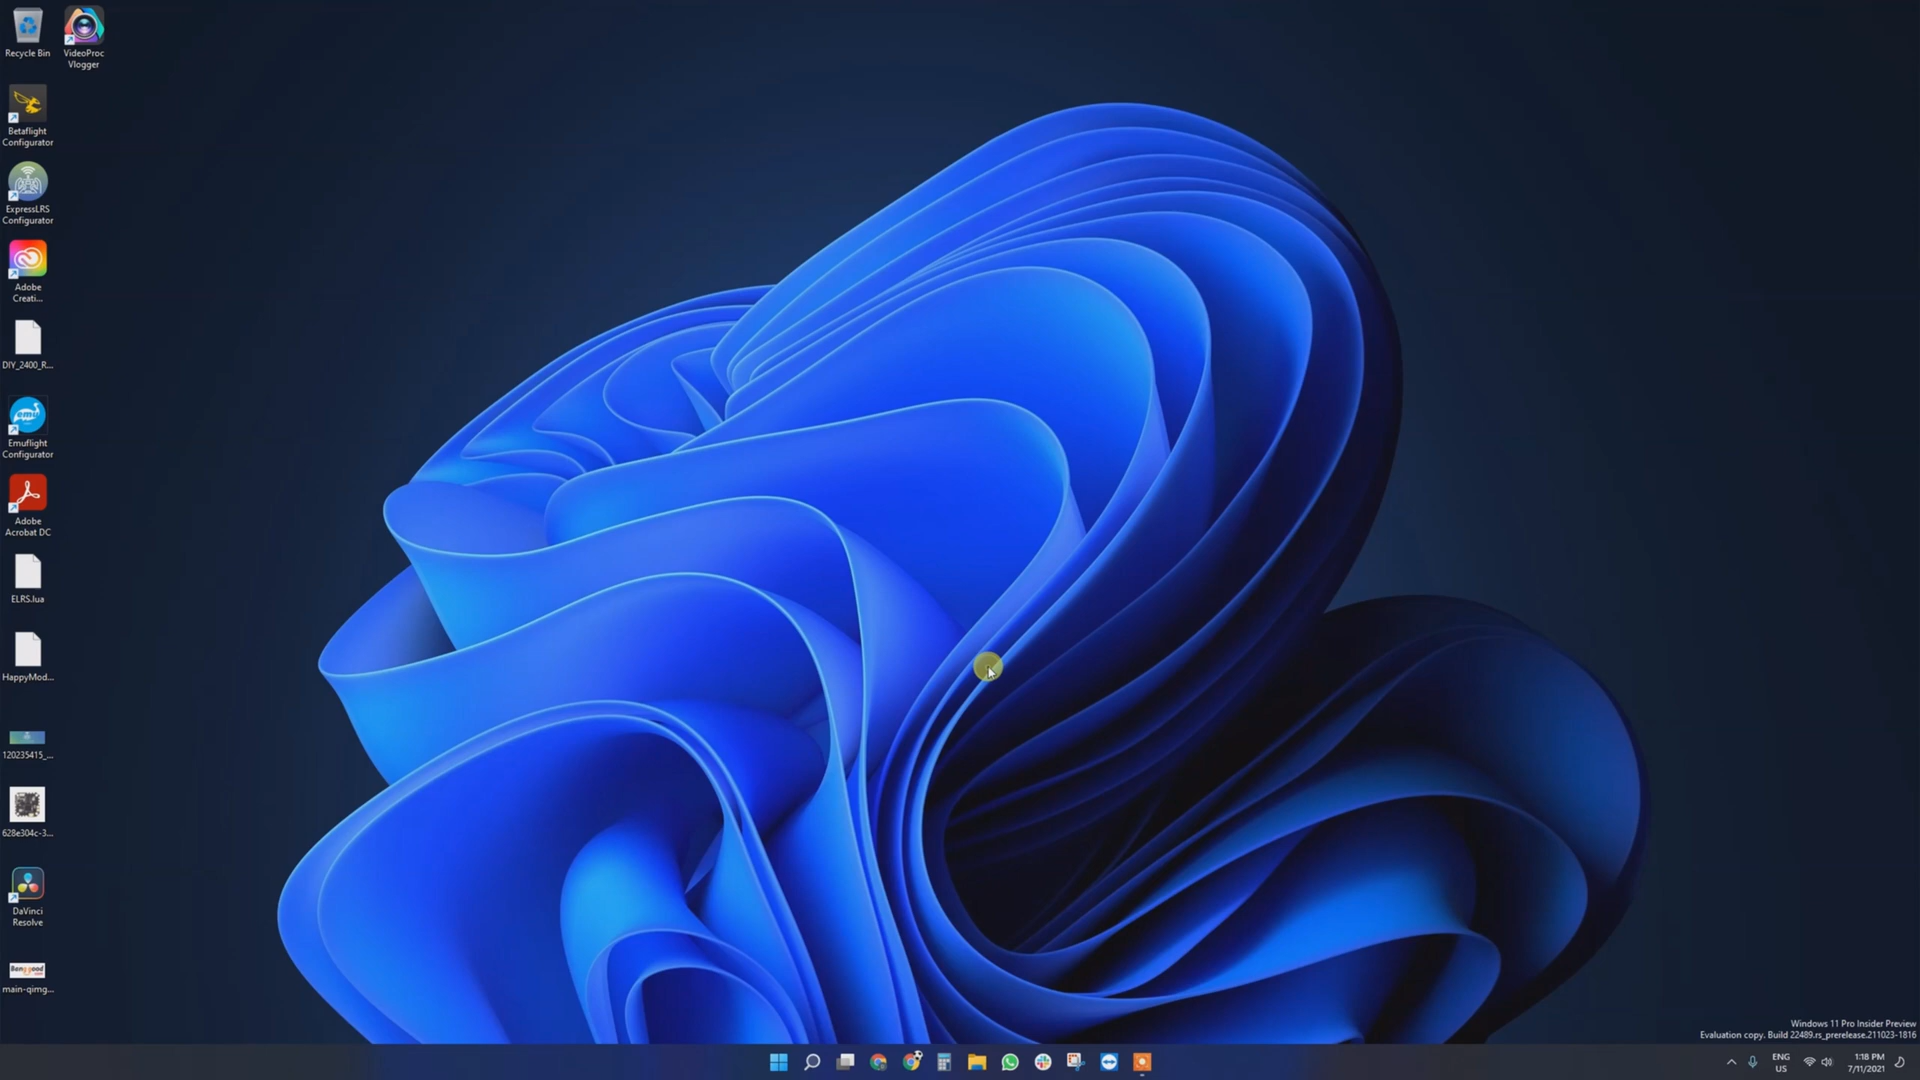 Recycle Bin
VideoProc
Vlogger
Betaflight
Configurator
ExpressLRS
Configurator
Adobe
Creati...
DIY_2400_R...
emu
Emuflight
Configurator
Adobe
Acrobat DC
ELRS.lua
HappyMod...
120235415_...
628e304c-3...
DaVinci
Resolve
Banggood
main-qimg...
Windows 11 Pro Insider Preview
Evaluation copy. Build 22489.rs_prerelease.211023-1816
ENG
US
1:18 PM
7/11/2021